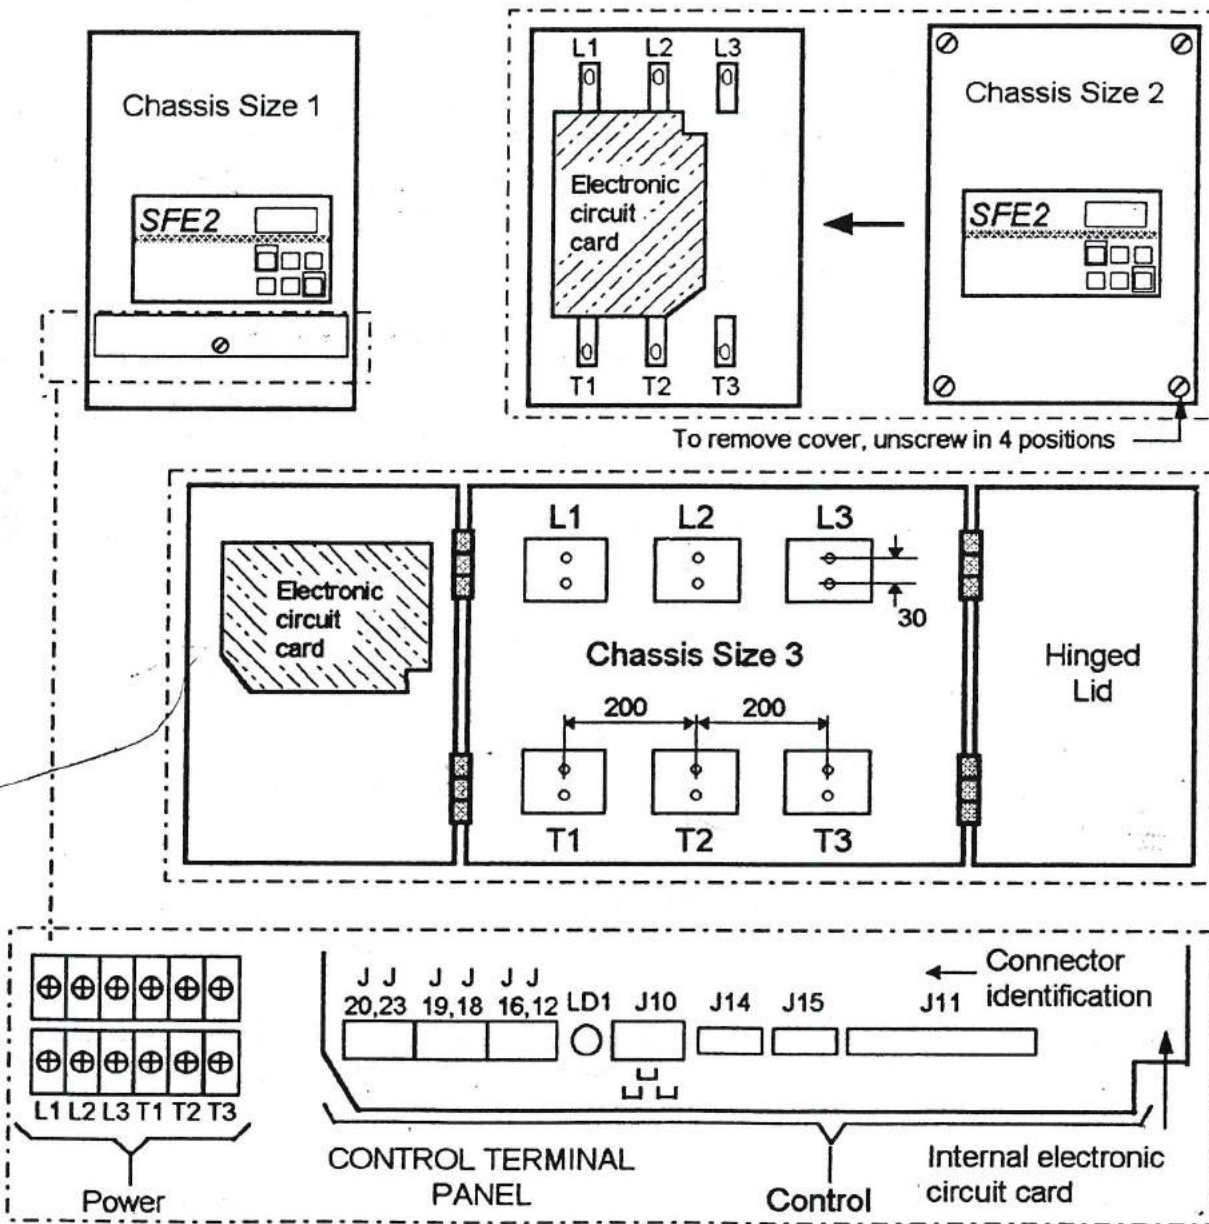 Chassis Size 1
SFE2
L1 L2 L3
Electronic
circuit
card
T1 T2 T3
Chassis Size 2
SFE2
To remove cover, unscrew in 4 positions
Electronic
circuit
card
L1 L2 L3
30
Chassis Size 3
200 200
T1 T2 T3
Hinged
Lid
L1 L2 L3 T1 T2 T3
Power
J J J J J J
20,23 19,18 16,12 LD1 J10 J14 J15 J11
Connector
identification
CONTROL TERMINAL
PANEL
Control
Internal electronic
circuit card